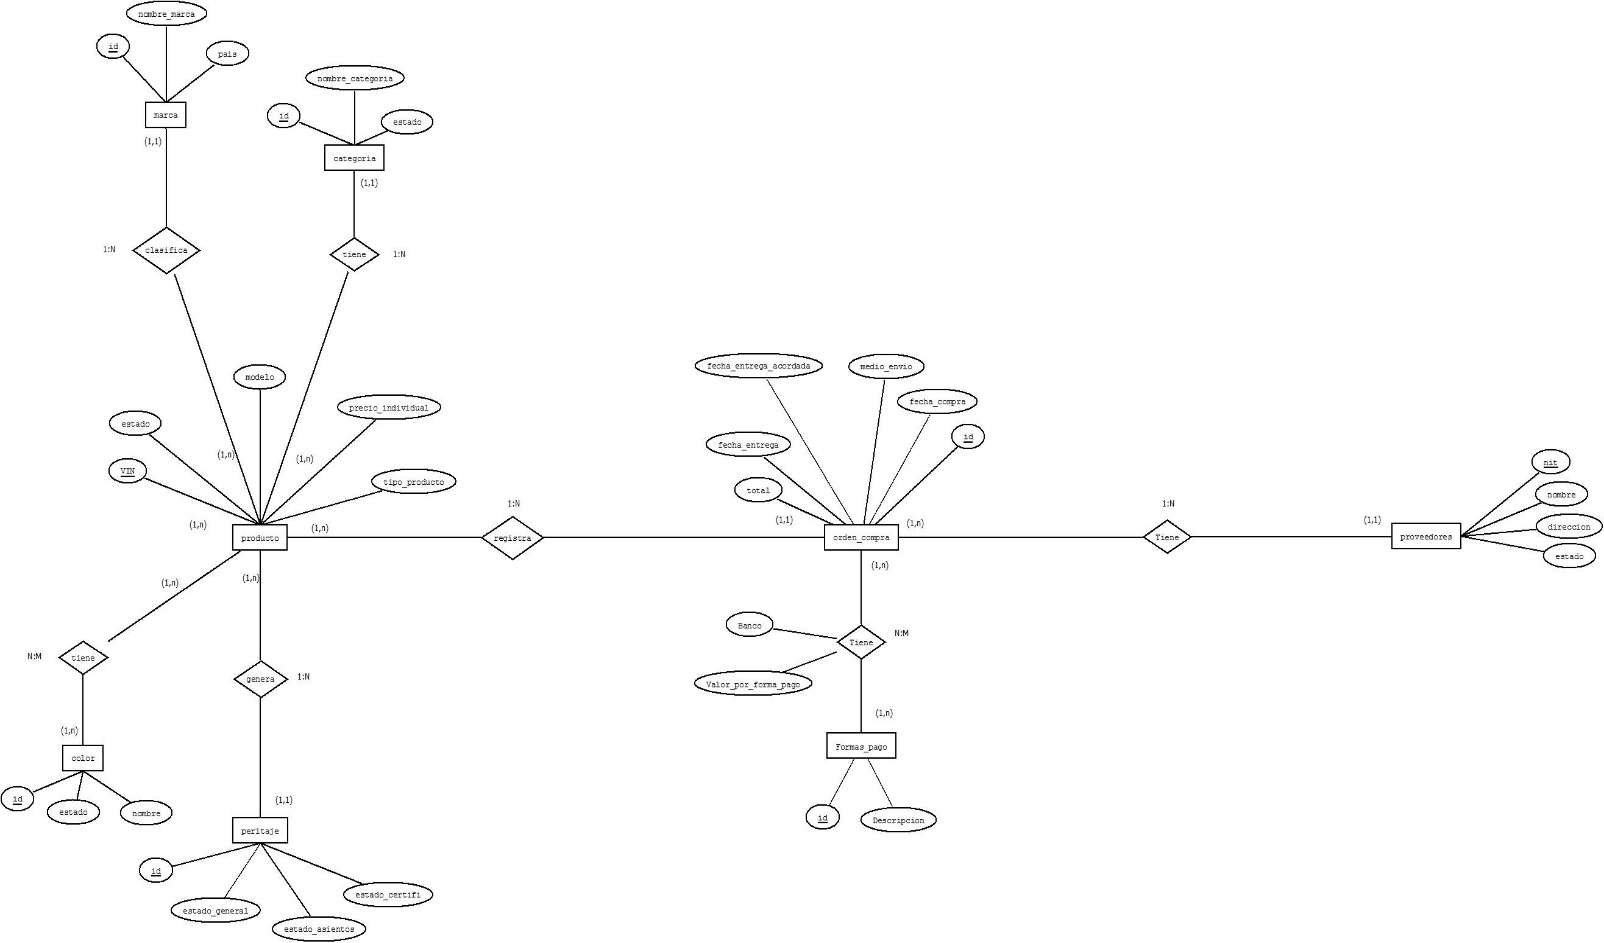 nombre_marca
id
pais
marca
(1,1)
nombre_categoria
id
estado
categoria
(1,1)
1:N
clasifica
tiene
1:N
modelo
precio_individual
estado
(1,n)
(1,n)
VIN
tipo_producto
(1,n)
producto
(1,n)
1:N
registra
fecha_entrega_acordada
medio_envio
fecha_compra
fecha_entrega
id
total
(1,1)
orden_compra
(1,n)
1:N
Tiene
(1,1)
proveedores
nit
nombre
direccion
estado
(1,n)
(1,n)
N:M
tiene
genera
1:N
(1,n)
color
id
estado
nombre
(1,1)
peritaje
id
estado_general
estado_asientos
estado_certifi
(1,n)
Banco
Tiene
N:M
Valor_por_forma_pago
(1,n)
Formas_pago
id
Descripcion